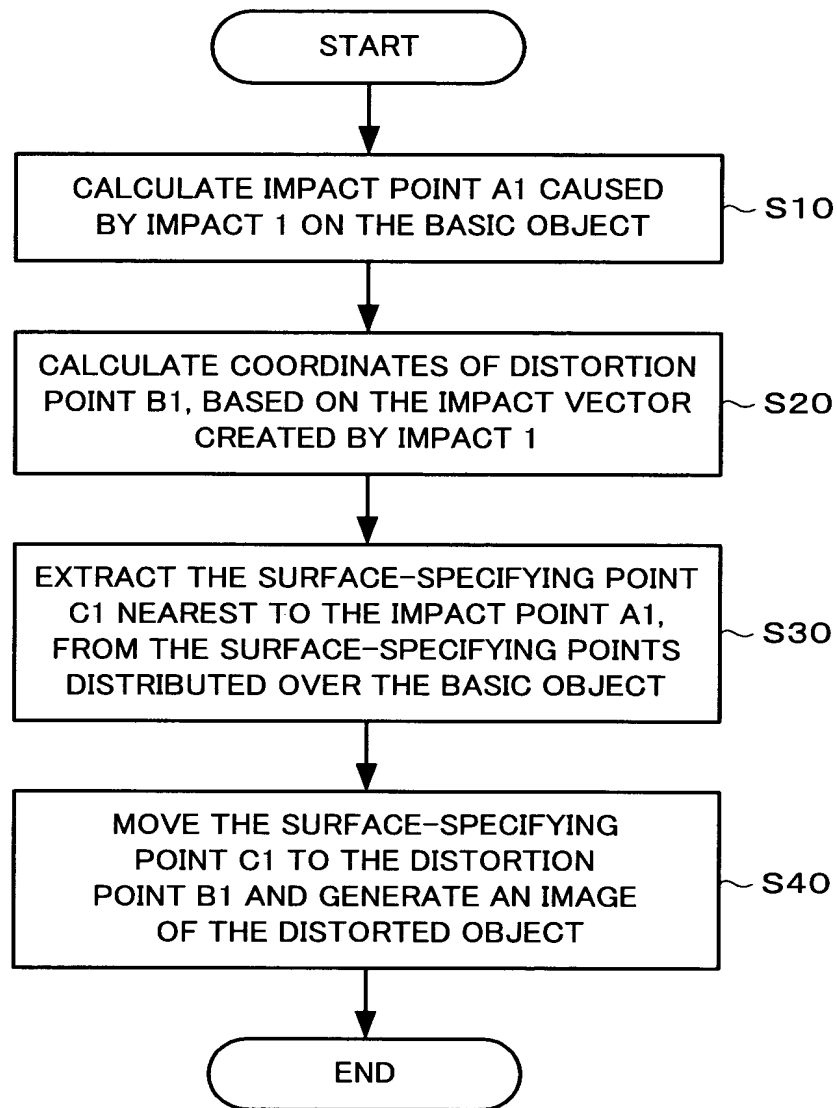 START
CALCULATE IMPACT POINT A1 CAUSED
BY IMPACT 1 ON THE BASIC OBJECT
S10
CALCULATE COORDINATES OF DISTORTION
POINT B1, BASED ON THE IMPACT VECTOR
CREATED BY IMPACT 1
S20
EXTRACT THE SURFACE-SPECIFYING POINT
C1 NEAREST TO THE IMPACT POINT A1,
FROM THE SURFACE-SPECIFYING POINTS
DISTRIBUTED OVER THE BASIC OBJECT
S30
MOVE THE SURFACE-SPECIFYING
POINT C1 TO THE DISTORTION
POINT B1 AND GENERATE AN IMAGE
OF THE DISTORTED OBJECT
S40
END